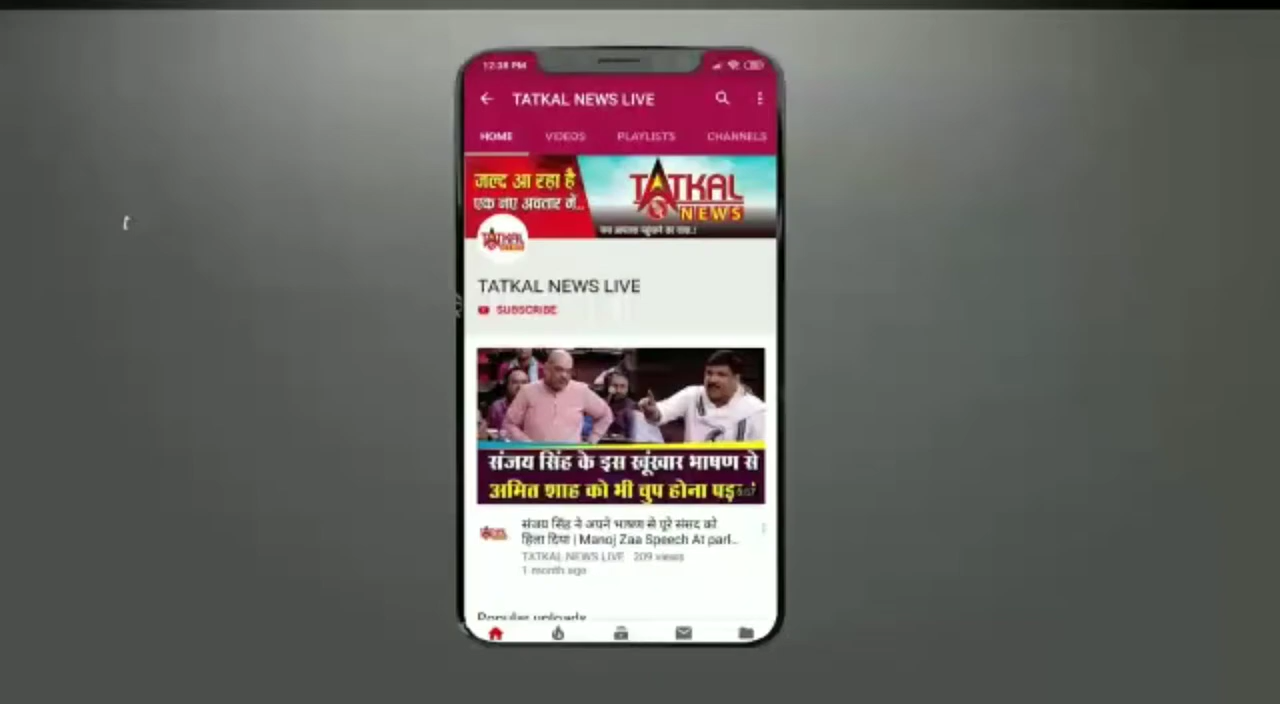 12:38 PM
TATKAL NEWS LIVE
HOME VIDEOS PLAYLISTS CHANNELS
जल्द आ रहा है
एक नए अवतार में..
TATKAL
NEWS
t
TATKAL
TATKAL NEWS LIVE
SUBSCRIBE
संजय सिंह के इस खूंखार भाषण से
अमित शाह को भी चुप होना पड़
संजय सिंह ने अपने भाषण से पूरे संसद को
हिला दिया | Manoj Zaa Speech At parl...
TATKAL NEWS LIVE 209 views
1 month ago
Popular uploads